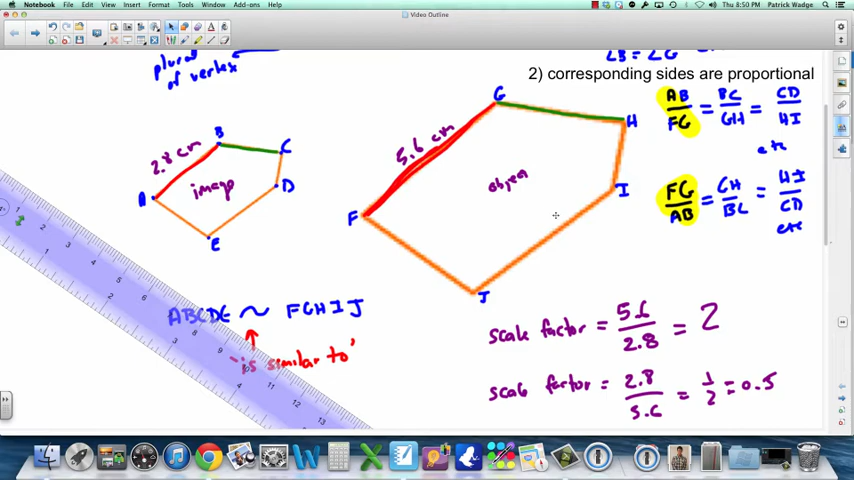 Notebook File Edit View Insert Format Tools Window Add-ons Help Thu 8:50 PM Patrick Wadge
Video Outline
plural
of vertex
∠B = ∠G
2) corresponding sides are proportional
AB/FG = BC/GH = CD/HI
etc
FG/AB = GH/BC = HI/CD
etc
A
B
C
D
E
2.8 cm
image
F
G
H
I
J
5.6 cm
object
ABCDE ~ FGHIJ
"is similar to"
scale factor = 5.6/2.8 = 2
scale factor = 2.8/5.6 = 1/2 = 0.5